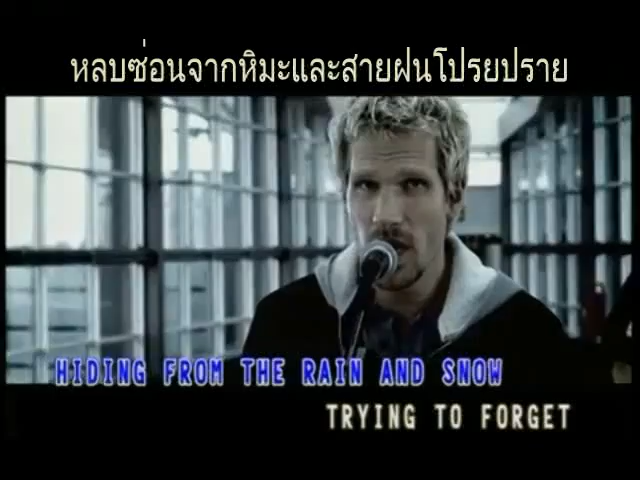 หลบซ่อนจากหิมะและสายฝนโปรยปราย
HIDING FROM THE RAIN AND SNOW
TRYING TO FORGET